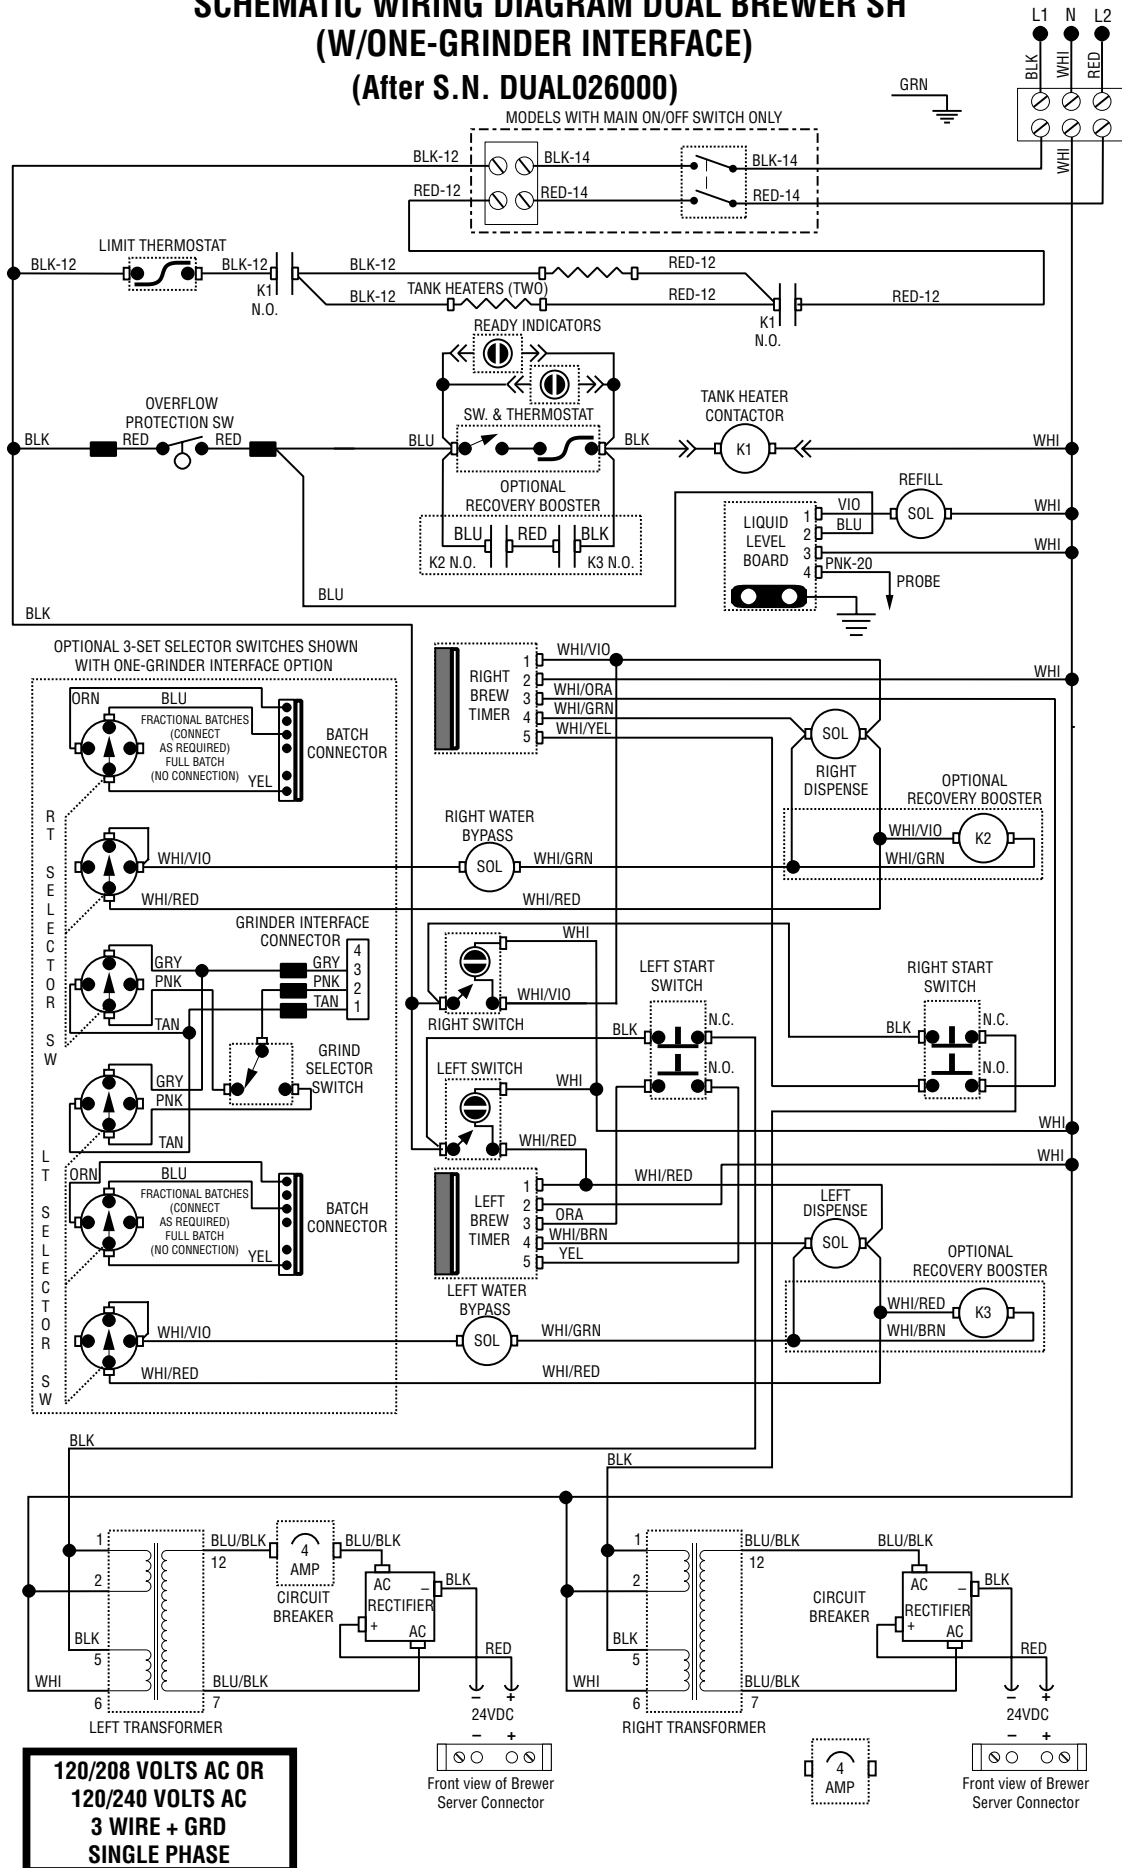 SCHEMATIC WIRING DIAGRAM DUAL BREWER SH
(W/ONE-GRINDER INTERFACE)
(After S.N. DUAL026000)
L1 N L2
BLK
WHI
RED
GRN
WHI
MODELS WITH MAIN ON/OFF SWITCH ONLY
BLK-12
BLK-14
BLK-14
RED-12
RED-14
RED-14
LIMIT THERMOSTAT
BLK-12
BLK-12
BLK-12
RED-12
K1
N.O.
BLK-12
TANK HEATERS (TWO)
RED-12
RED-12
K1
N.O.
READY INDICATORS
OVERFLOW
PROTECTION SW
SW. & THERMOSTAT
TANK HEATER
CONTACTOR
BLK
RED
RED
BLU
BLK
K1
WHI
OPTIONAL
RECOVERY BOOSTER
BLU
RED
BLK
K2 N.O.
K3 N.O.
REFILL
SOL
WHI
LIQUID
LEVEL
BOARD
1
2
3
4
VIO
BLU
WHI
PNK-20
PROBE
BLU
BLK
OPTIONAL 3-SET SELECTOR SWITCHES SHOWN
WITH ONE-GRINDER INTERFACE OPTION
ORN
BLU
FRACTIONAL BATCHES
(CONNECT
AS REQUIRED)
FULL BATCH
(NO CONNECTION)
YEL
BATCH
CONNECTOR
RIGHT
BREW
TIMER
1
2
3
4
5
WHI/VIO
WHI
WHI/ORA
WHI/GRN
WHI/YEL
SOL
RIGHT
DISPENSE
OPTIONAL
RECOVERY BOOSTER
WHI/VIO
K2
WHI/GRN
RT SELECTOR SW
RIGHT WATER
BYPASS
WHI/VIO
SOL
WHI/GRN
WHI/RED
WHI/RED
GRINDER INTERFACE
CONNECTOR
4
3
2
1
GRY
PNK
TAN
GRY
PNK
TAN
WHI
WHI/VIO
RIGHT SWITCH
LEFT START
SWITCH
BLK
N.C.
N.O.
RIGHT START
SWITCH
BLK
N.C.
N.O.
GRIND
SELECTOR
SWITCH
GRY
PNK
TAN
LEFT SWITCH
WHI
WHI/RED
WHI
WHI
LT SELECTOR SW
ORN
BLU
FRACTIONAL BATCHES
(CONNECT
AS REQUIRED)
FULL BATCH
(NO CONNECTION)
YEL
BATCH
CONNECTOR
LEFT
BREW
TIMER
1
2
3
4
5
WHI/RED
ORA
WHI/BRN
YEL
LEFT
DISPENSE
SOL
OPTIONAL
RECOVERY BOOSTER
WHI/RED
K3
WHI/BRN
LEFT WATER
BYPASS
WHI/VIO
SOL
WHI/GRN
WHI/RED
WHI/RED
BLK
BLK
1
2
BLK
5
WHI
6
BLU/BLK
12
4
AMP
CIRCUIT
BREAKER
BLU/BLK
AC
–
RECTIFIER
+
AC
BLK
RED
BLU/BLK
7
LEFT TRANSFORMER
– +
24VDC
– +
Front view of Brewer
Server Connector
1
2
BLK
5
WHI
6
BLU/BLK
12
BLU/BLK
CIRCUIT
BREAKER
AC
–
RECTIFIER
+
AC
BLK
RED
BLU/BLK
7
RIGHT TRANSFORMER
– +
24VDC
– +
4
AMP
Front view of Brewer
Server Connector
120/208 VOLTS AC OR
120/240 VOLTS AC
3 WIRE + GRD
SINGLE PHASE